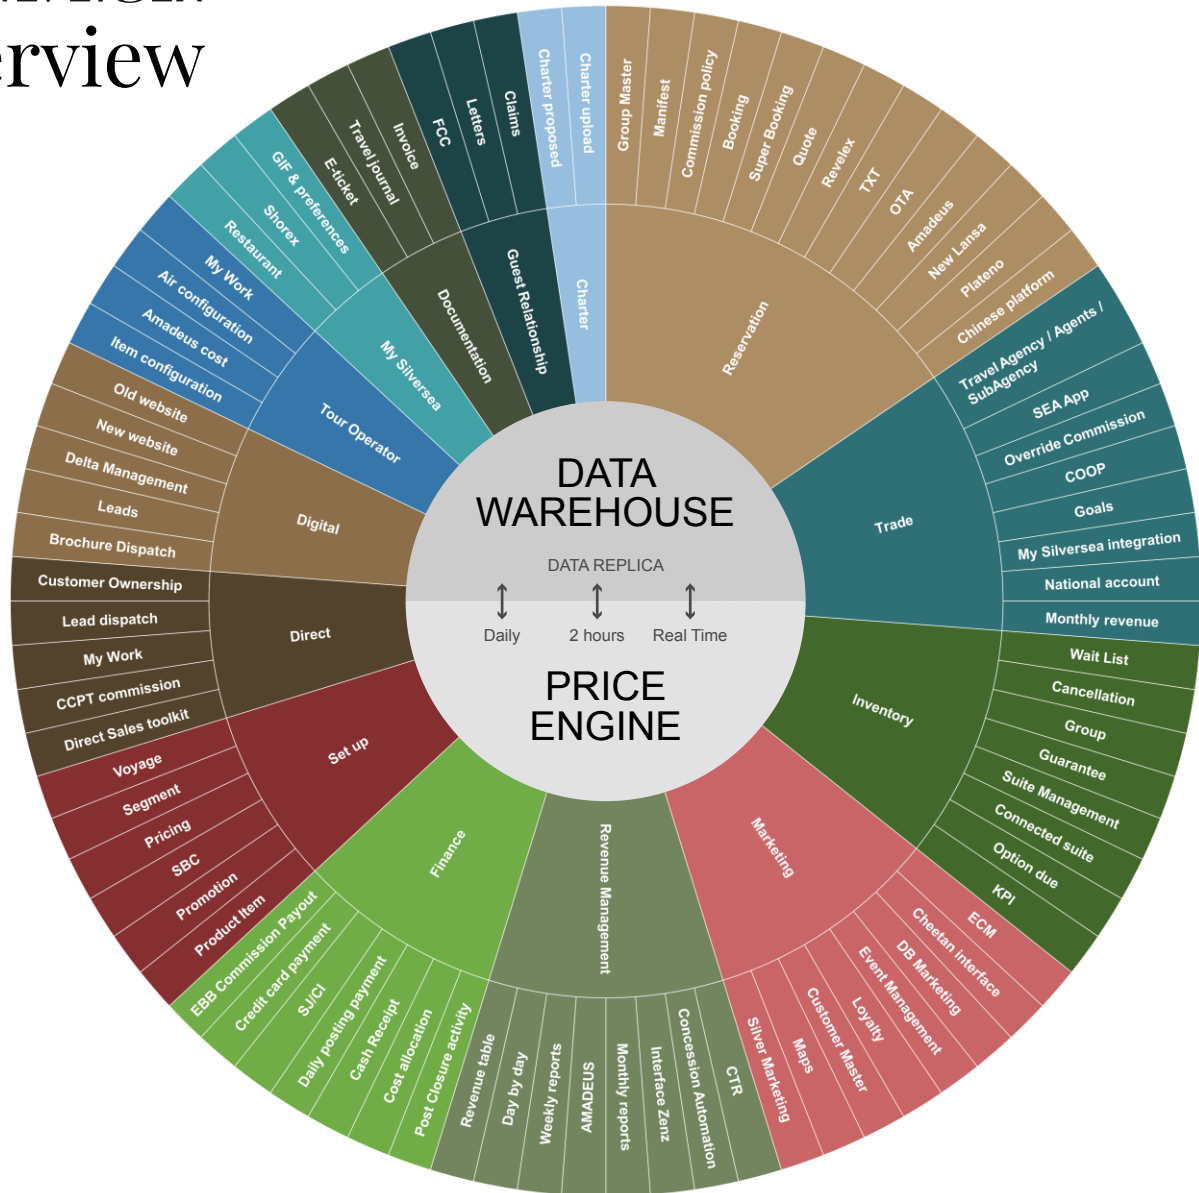 erview
DATA
WAREHOUSE
DATA REPLICA
Daily
2 hours
Real Time
PRICE
ENGINE
Charter
Charter proposed
Charter upload
Reservation
Group Master
Manifest
Commission policy
Booking
Super Booking
Quote
Revelex
TXT
OTA
Amadeus
New Lansa
Plateno
Chinese platform
Trade
Travel Agency / Agents /
SubAgency
SEA App
Override Commission
COOP
Goals
My Silversea integration
National account
Monthly revenue
Inventory
Wait List
Cancellation
Group
Guarantee
Suite Management
Connected suite
Option due
KPI
Marketing
ECM
Cheetan interface
DB Marketing
Event Management
Loyalty
Customer Master
Maps
Silver Marketing
Revenue Management
CTR
Concession Automation
Interface Zenz
Monthly reports
AMADEUS
Weekly reports
Day by day
Revenue table
Finance
Post Closure activity
Cost allocation
Cash Receipt
Daily posting payment
SJ/CI
Credit card payment
EBB Commission Payout
Set up
Product Item
Promotion
SBC
Pricing
Segment
Voyage
Direct
Direct Sales toolkit
CCPT commission
My Work
Lead dispatch
Customer Ownership
Digital
Brochure Dispatch
Leads
Delta Management
New website
Old website
Tour Operator
Item configuration
Amadeus cost
Air configuration
My Work
My Silversea
Restaurant
Shorex
GIF & preferences
Documentation
E-ticket
Travel journal
Invoice
Guest Relationship
FCC
Letters
Claims